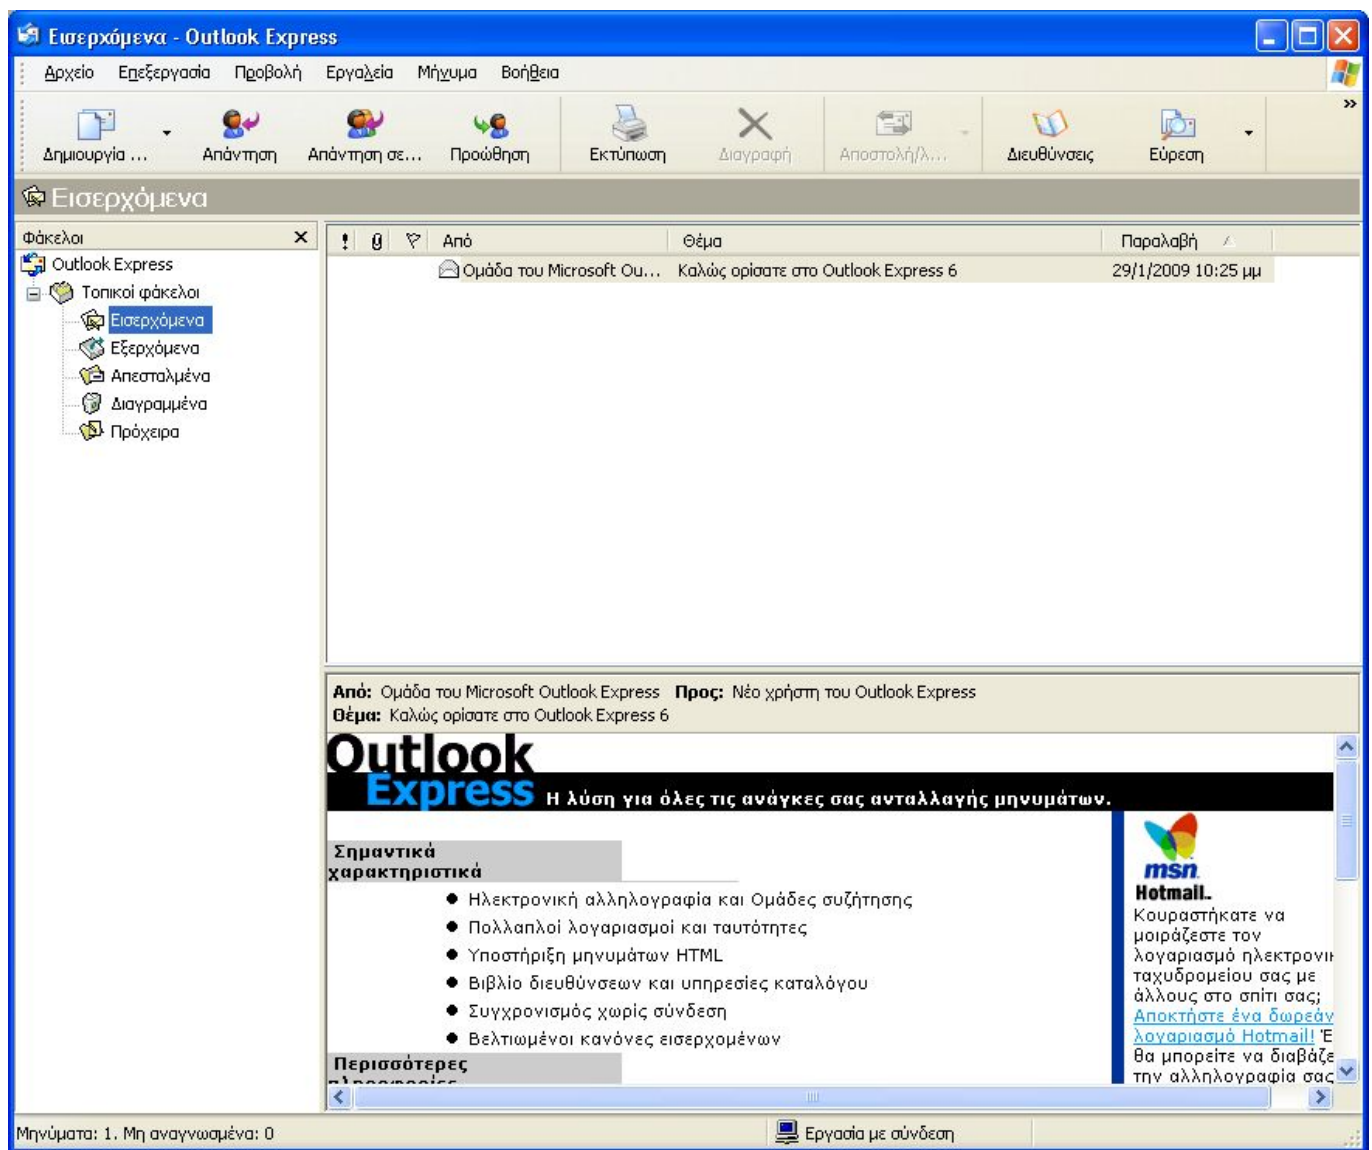 Εισερχόμενα - Outlook Express
Αρχείο Επεξεργασία Προβολή Εργαλεία Μήνυμα Βοήθεια
Δημιουργία ... Απάντηση Απάντηση σε... Προώθηση Εκτύπωση Διαγραφή Αποστολή/λ... Διευθύνσεις Εύρεση
Εισερχόμενα
Φάκελοι
Outlook Express
Τοπικοί φάκελοι
Εισερχόμενα
Εξερχόμενα
Απεσταλμένα
Διαγραμμένα
Πρόχειρα
Από Θέμα Παραλαβή
Ομάδα του Microsoft Ou... Καλώς ορίσατε στο Outlook Express 6 29/1/2009 10:25 μμ
Από: Ομάδα του Microsoft Outlook Express Προς: Νέο χρήστη του Outlook Express
Θέμα: Καλώς ορίσατε στο Outlook Express 6
Outlook
Express Η λύση για όλες τις ανάγκες σας ανταλλαγής μηνυμάτων.
Σημαντικά
χαρακτηριστικά
Ηλεκτρονική αλληλογραφία και Ομάδες συζήτησης
Πολλαπλοί λογαριασμοί και ταυτότητες
Υποστήριξη μηνυμάτων HTML
Βιβλίο διευθύνσεων και υπηρεσίες καταλόγου
Συγχρονισμός χωρίς σύνδεση
Βελτιωμένοι κανόνες εισερχομένων
Περισσότερες
msn
Hotmail
Κουραστήκατε να
μοιράζεστε τον
λογαριασμό ηλεκτρονι
ταχυδρομείου σας με
άλλους στο σπίτι σας;
Αποκτήστε ένα δωρεάν
λογαριασμό Hotmail! Έ
θα μπορείτε να διαβάζε
την αλληλογραφία σας
Μηνύματα: 1. Μη αναγνωσμένα: 0 Εργασία με σύνδεση